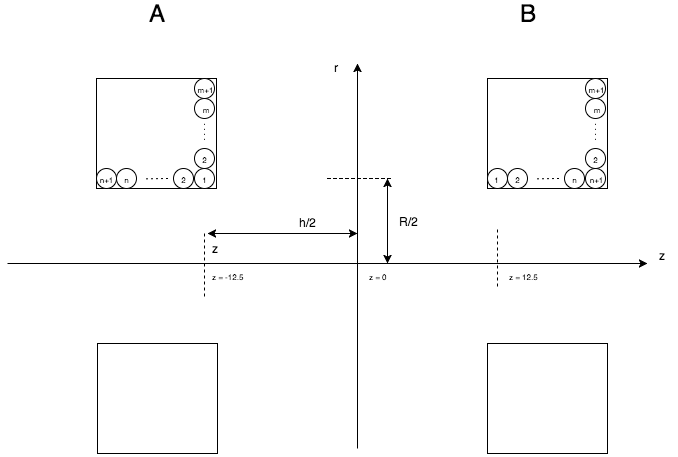 A
B
r
m+1
m
2
n+1
n
2
1
m+1
m
2
1
2
n
n+1
h/2
R/2
z
z
z = -12.5
z = 0
z = 12.5